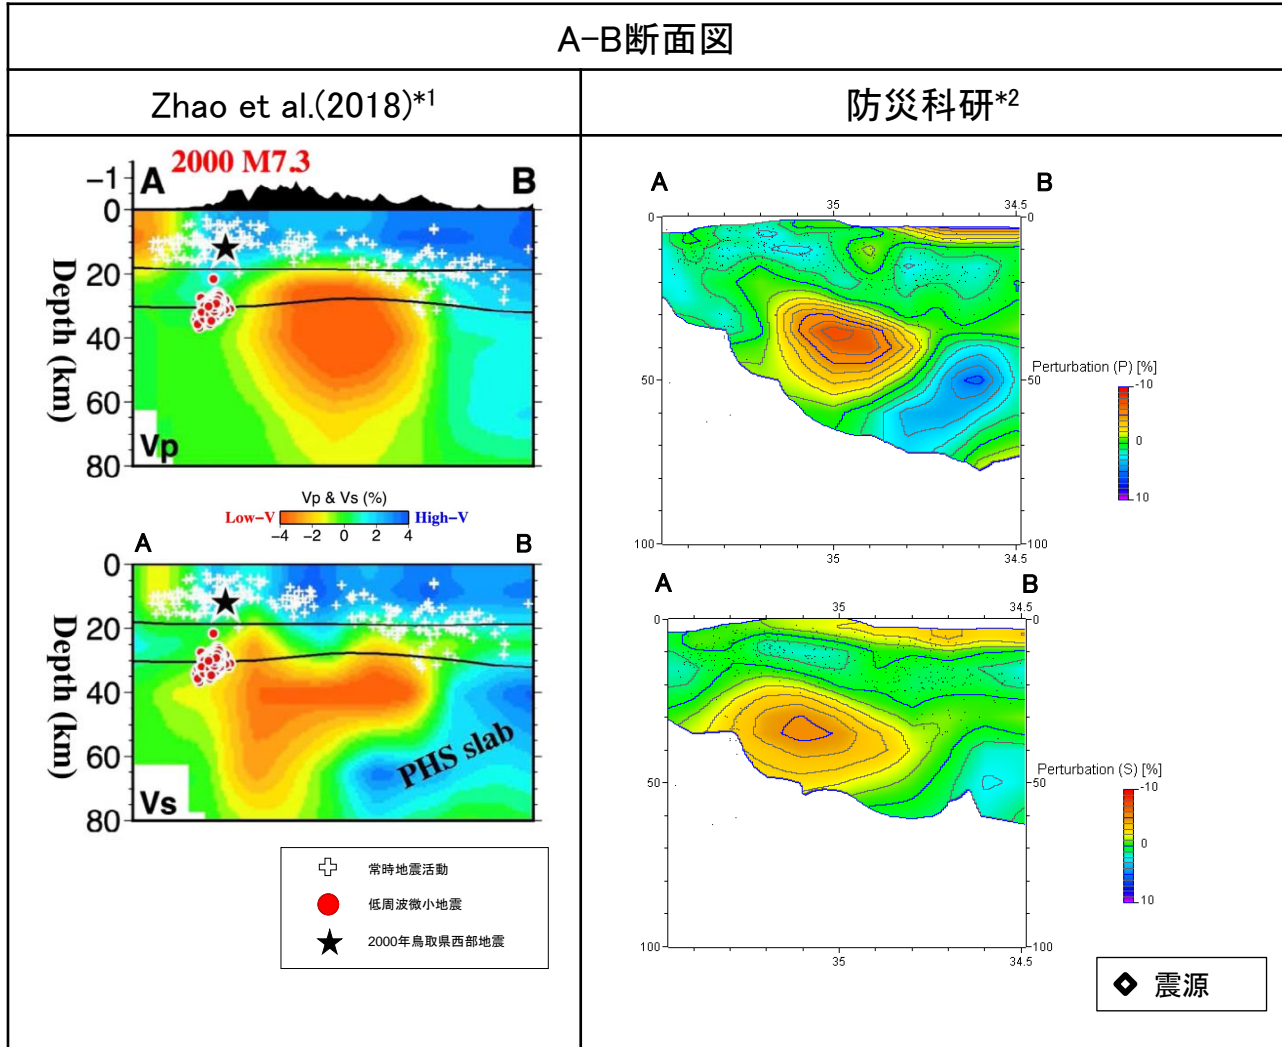 A-B断面図
Zhao et al.(2018)*1
防災科研*2
2000 M7.3
A
B
-1
0
20
40
60
80
Depth (km)
Vp
Vp & Vs (%)
Low-V
High-V
-4 -2 0 2 4
A
B
0
20
40
60
80
Depth (km)
PHS slab
Vs
常時地震活動
低周波微小地震
2000年鳥取県西部地震
A
B
35
34.5
0
0
50
50
100
100
35
34.5
Perturbation (P) [%]
-10
0
10
A
B
35
34.5
0
0
50
50
100
100
35
34.5
Perturbation (S) [%]
-10
0
10
震源